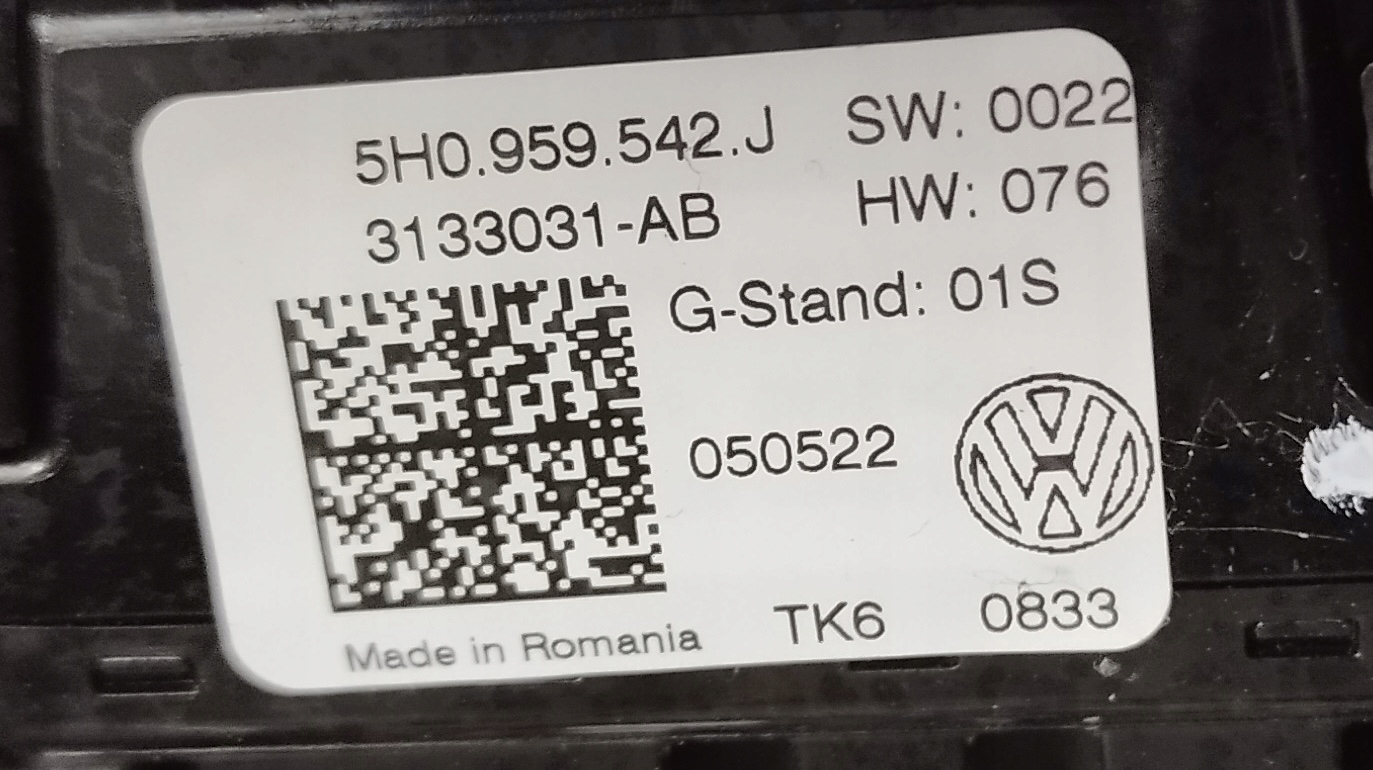 5H0.959.542.J SW: 0022
3133031-AB HW: 076
G-Stand: 01S
050522
Made in Romania TK6 0833